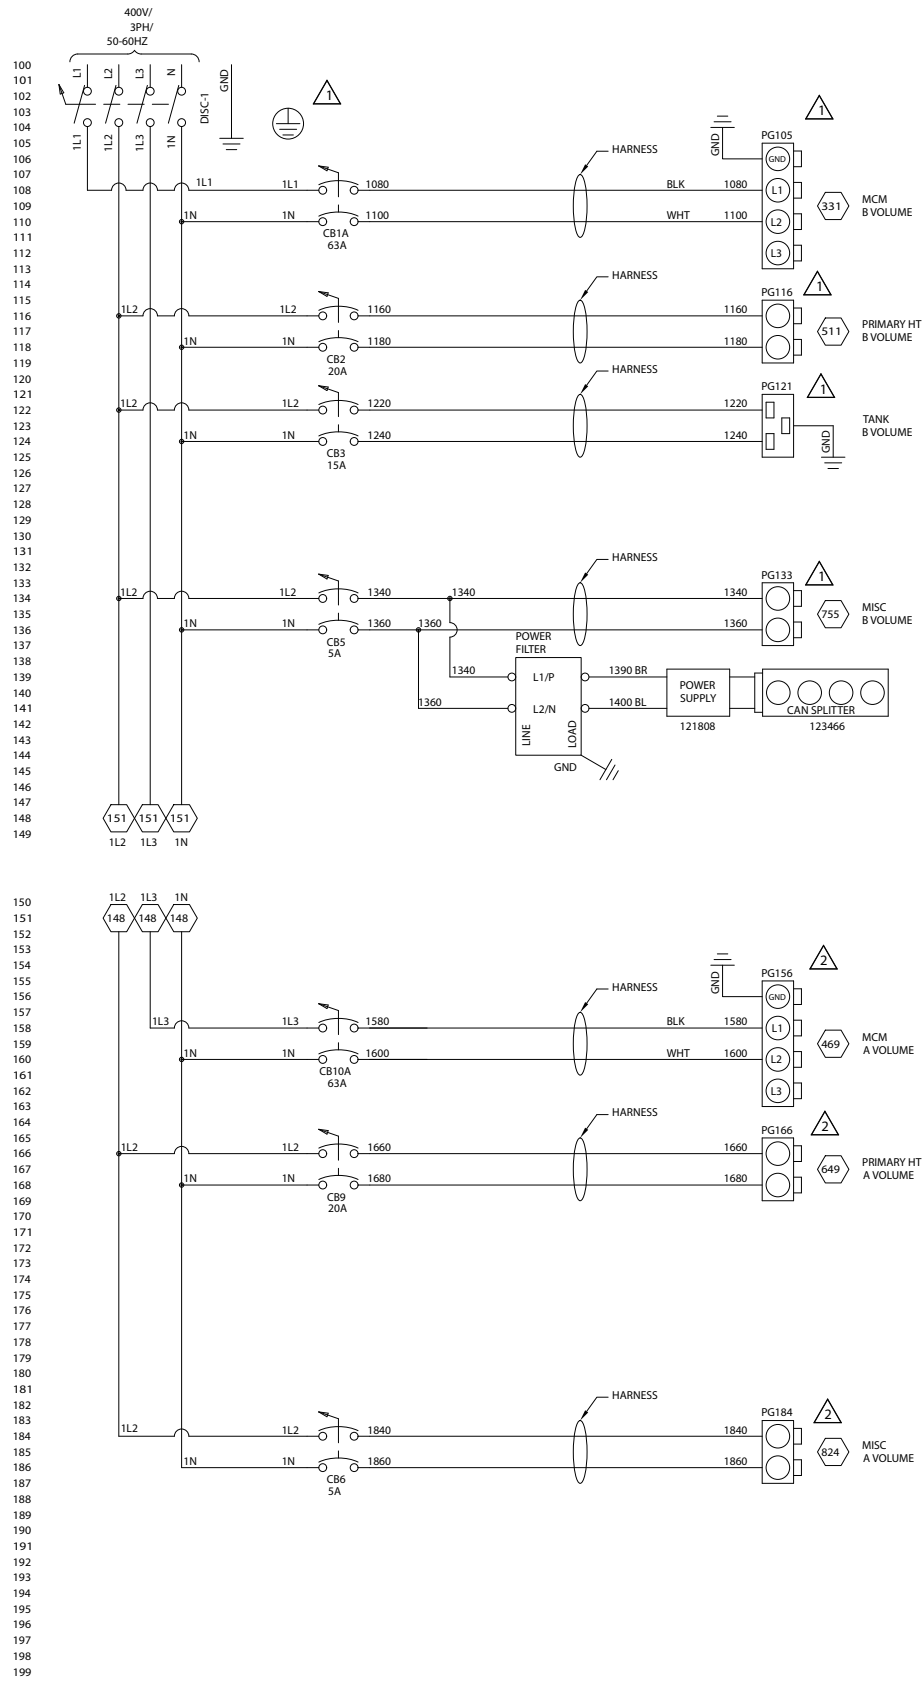 400V/
3PH/
50-60HZ
100
L1 L2 L3 N GND
101
102
1
DISC-1
1
103
104
1L1 1L2 1L3 1N
GND
105
PG105
106
HARNESS
GND
107
108
1L1 1L1 1080 BLK 1080 L1
331
MCM
B VOLUME
109
110
1N 1N 1100 WHT 1100 L2
111
CB1A
63A
112
L3
113
114
HARNESS
1
115
PG116
116
1L2 1L2 1160 1160
511
PRIMARY HT
B VOLUME
117
118
1N 1N 1180 1180
119
CB2
20A
120
HARNESS
1
121
PG121
122
1L2 1L2 1220 1220
TANK
B VOLUME
123
124
1N 1N 1240 1240
GND
125
CB3
15A
126
127
128
129
130
131
132
HARNESS
1
133
PG133
134
1L2 1L2 1340 1340 1340
755
MISC
B VOLUME
135
136
1N 1N 1360 1360 1360
137
CB5
5A
POWER
FILTER
138
139
1340 L1/P 1390 BR
POWER
SUPPLY
140
141
1360 L2/N 1400 BL
CAN SPLITTER
142
LINE LOAD
121808 123466
143
144
GND
145
146
147
148
151 151 151
149
1L2 1L3 1N
1L2 1L3 1N
150
151
148 148 148
152
153
154
2
155
PG156
156
HARNESS
GND
GND
157
158
1L3 1L3 1580 BLK 1580 L1
469
MCM
A VOLUME
159
160
1N 1N 1600 WHT 1600 L2
161
CB10A
63A
162
L3
163
164
HARNESS
2
165
PG166
166
1L2 1L2 1660 1660
649
PRIMARY HT
A VOLUME
167
168
1N 1N 1680 1680
169
CB9
20A
170
171
172
173
174
175
176
177
178
179
180
181
182
HARNESS
2
183
PG184
184
1L2 1L2 1840 1840
824
MISC
A VOLUME
185
186
1N 1N 1860 1860
187
CB6
5A
188
189
190
191
192
193
194
195
196
197
198
199